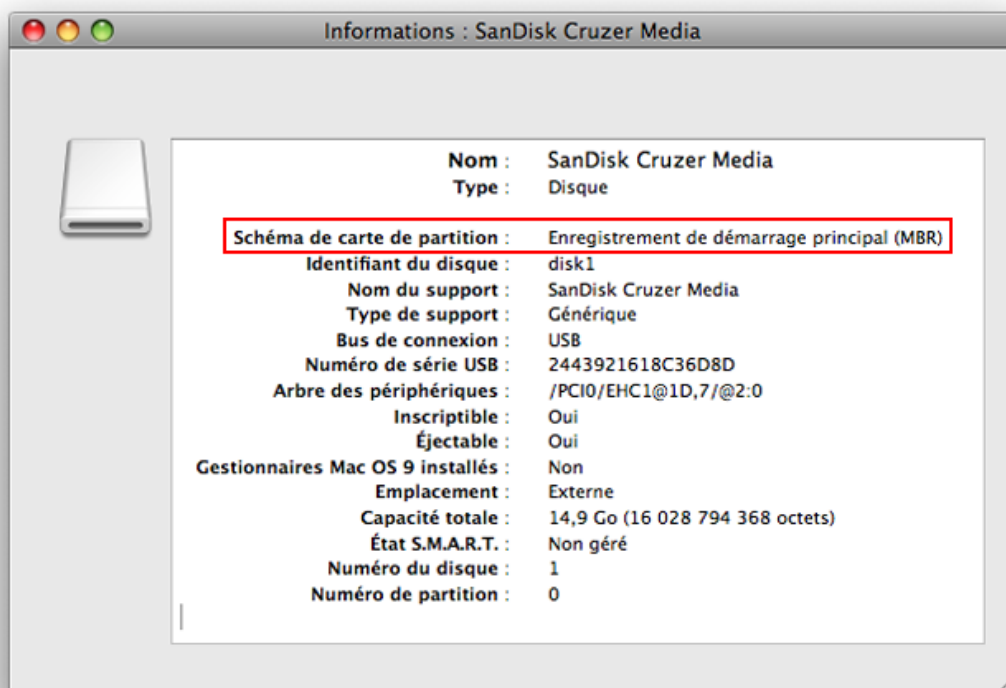 Informations : SanDisk Cruzer Media
Nom : SanDisk Cruzer Media
Type : Disque
Schéma de carte de partition : Enregistrement de démarrage principal (MBR)
Identifiant du disque : disk1
Nom du support : SanDisk Cruzer Media
Type de support : Générique
Bus de connexion : USB
Numéro de série USB : 2443921618C36D8D
Arbre des périphériques : /PCI0/EHC1@1D,7/@2:0
Inscriptible : Oui
Éjectable : Oui
Gestionnaires Mac OS 9 installés : Non
Emplacement : Externe
Capacité totale : 14,9 Go (16 028 794 368 octets)
État S.M.A.R.T. : Non géré
Numéro du disque : 1
Numéro de partition : 0